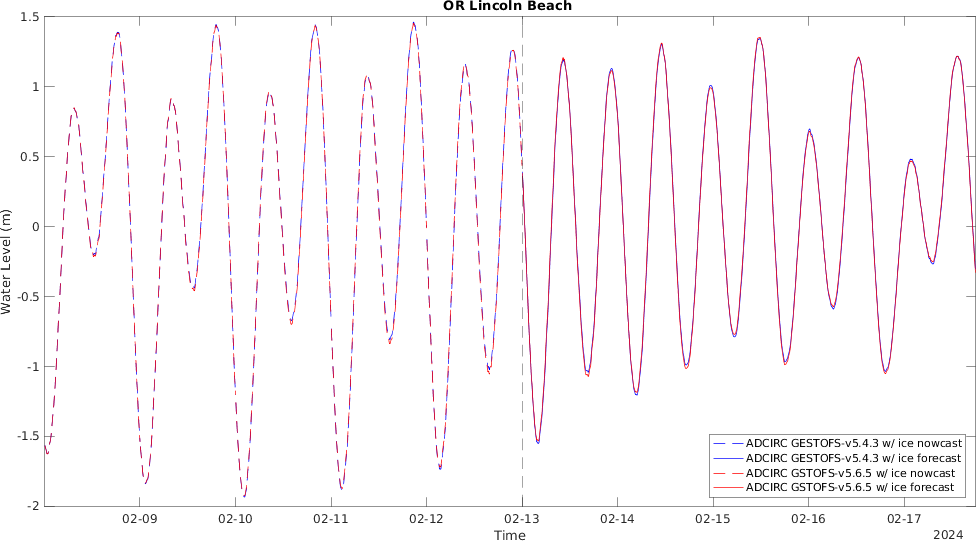 OR Lincoln Beach
1.5
1
0.5
0
-0.5
-1
-1.5
-2
Water Level (m)
ADCIRC GESTOFS-v5.4.3 w/ ice nowcast
ADCIRC GESTOFS-v5.4.3 w/ ice forecast
ADCIRC GSTOFS-v5.6.5 w/ ice nowcast
ADCIRC GSTOFS-v5.6.5 w/ ice forecast
02-09 02-10 02-11 02-12 02-13 02-14 02-15 02-16 02-17
Time
2024